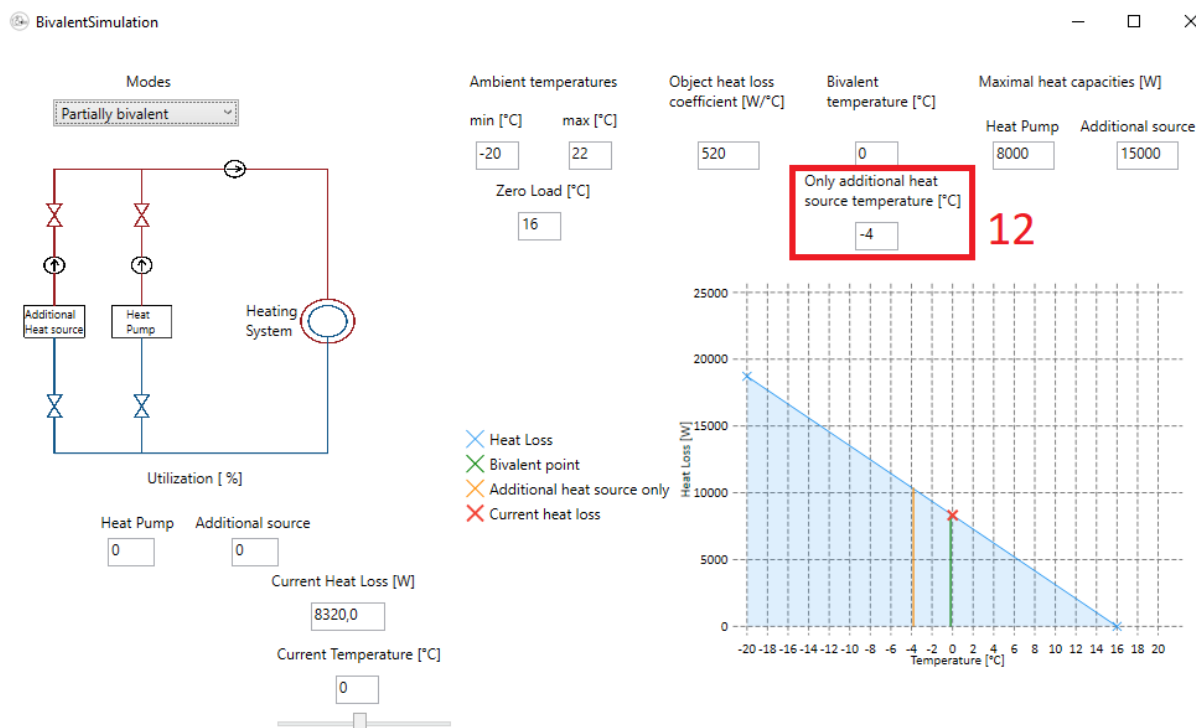 BivalentSimulation
Modes
Partially bivalent
Ambient temperatures
min [°C] max [°C]
-20 22
Zero Load [°C]
16
Object heat loss
coefficient [W/°C]
520
Bivalent
temperature [°C]
0
Only additional heat
source temperature [°C]
-4
12
Maximal heat capacities [W]
Heat Pump Additional source
8000 15000
Additional
Heat source
Heat
Pump
Heating
System
Utilization [ %]
Heat Pump Additional source
0 0
Current Heat Loss [W]
8320,0
Current Temperature [°C]
0
Heat Loss
Bivalent point
Additional heat source only
Current heat loss
25000
20000
15000
10000
5000
0
Heat Loss [W]
-20 -18 -16 -14 -12 -10 -8 -6 -4 -2 0 2 4 6 8 10 12 14 16 18 20
Temperature [°C]